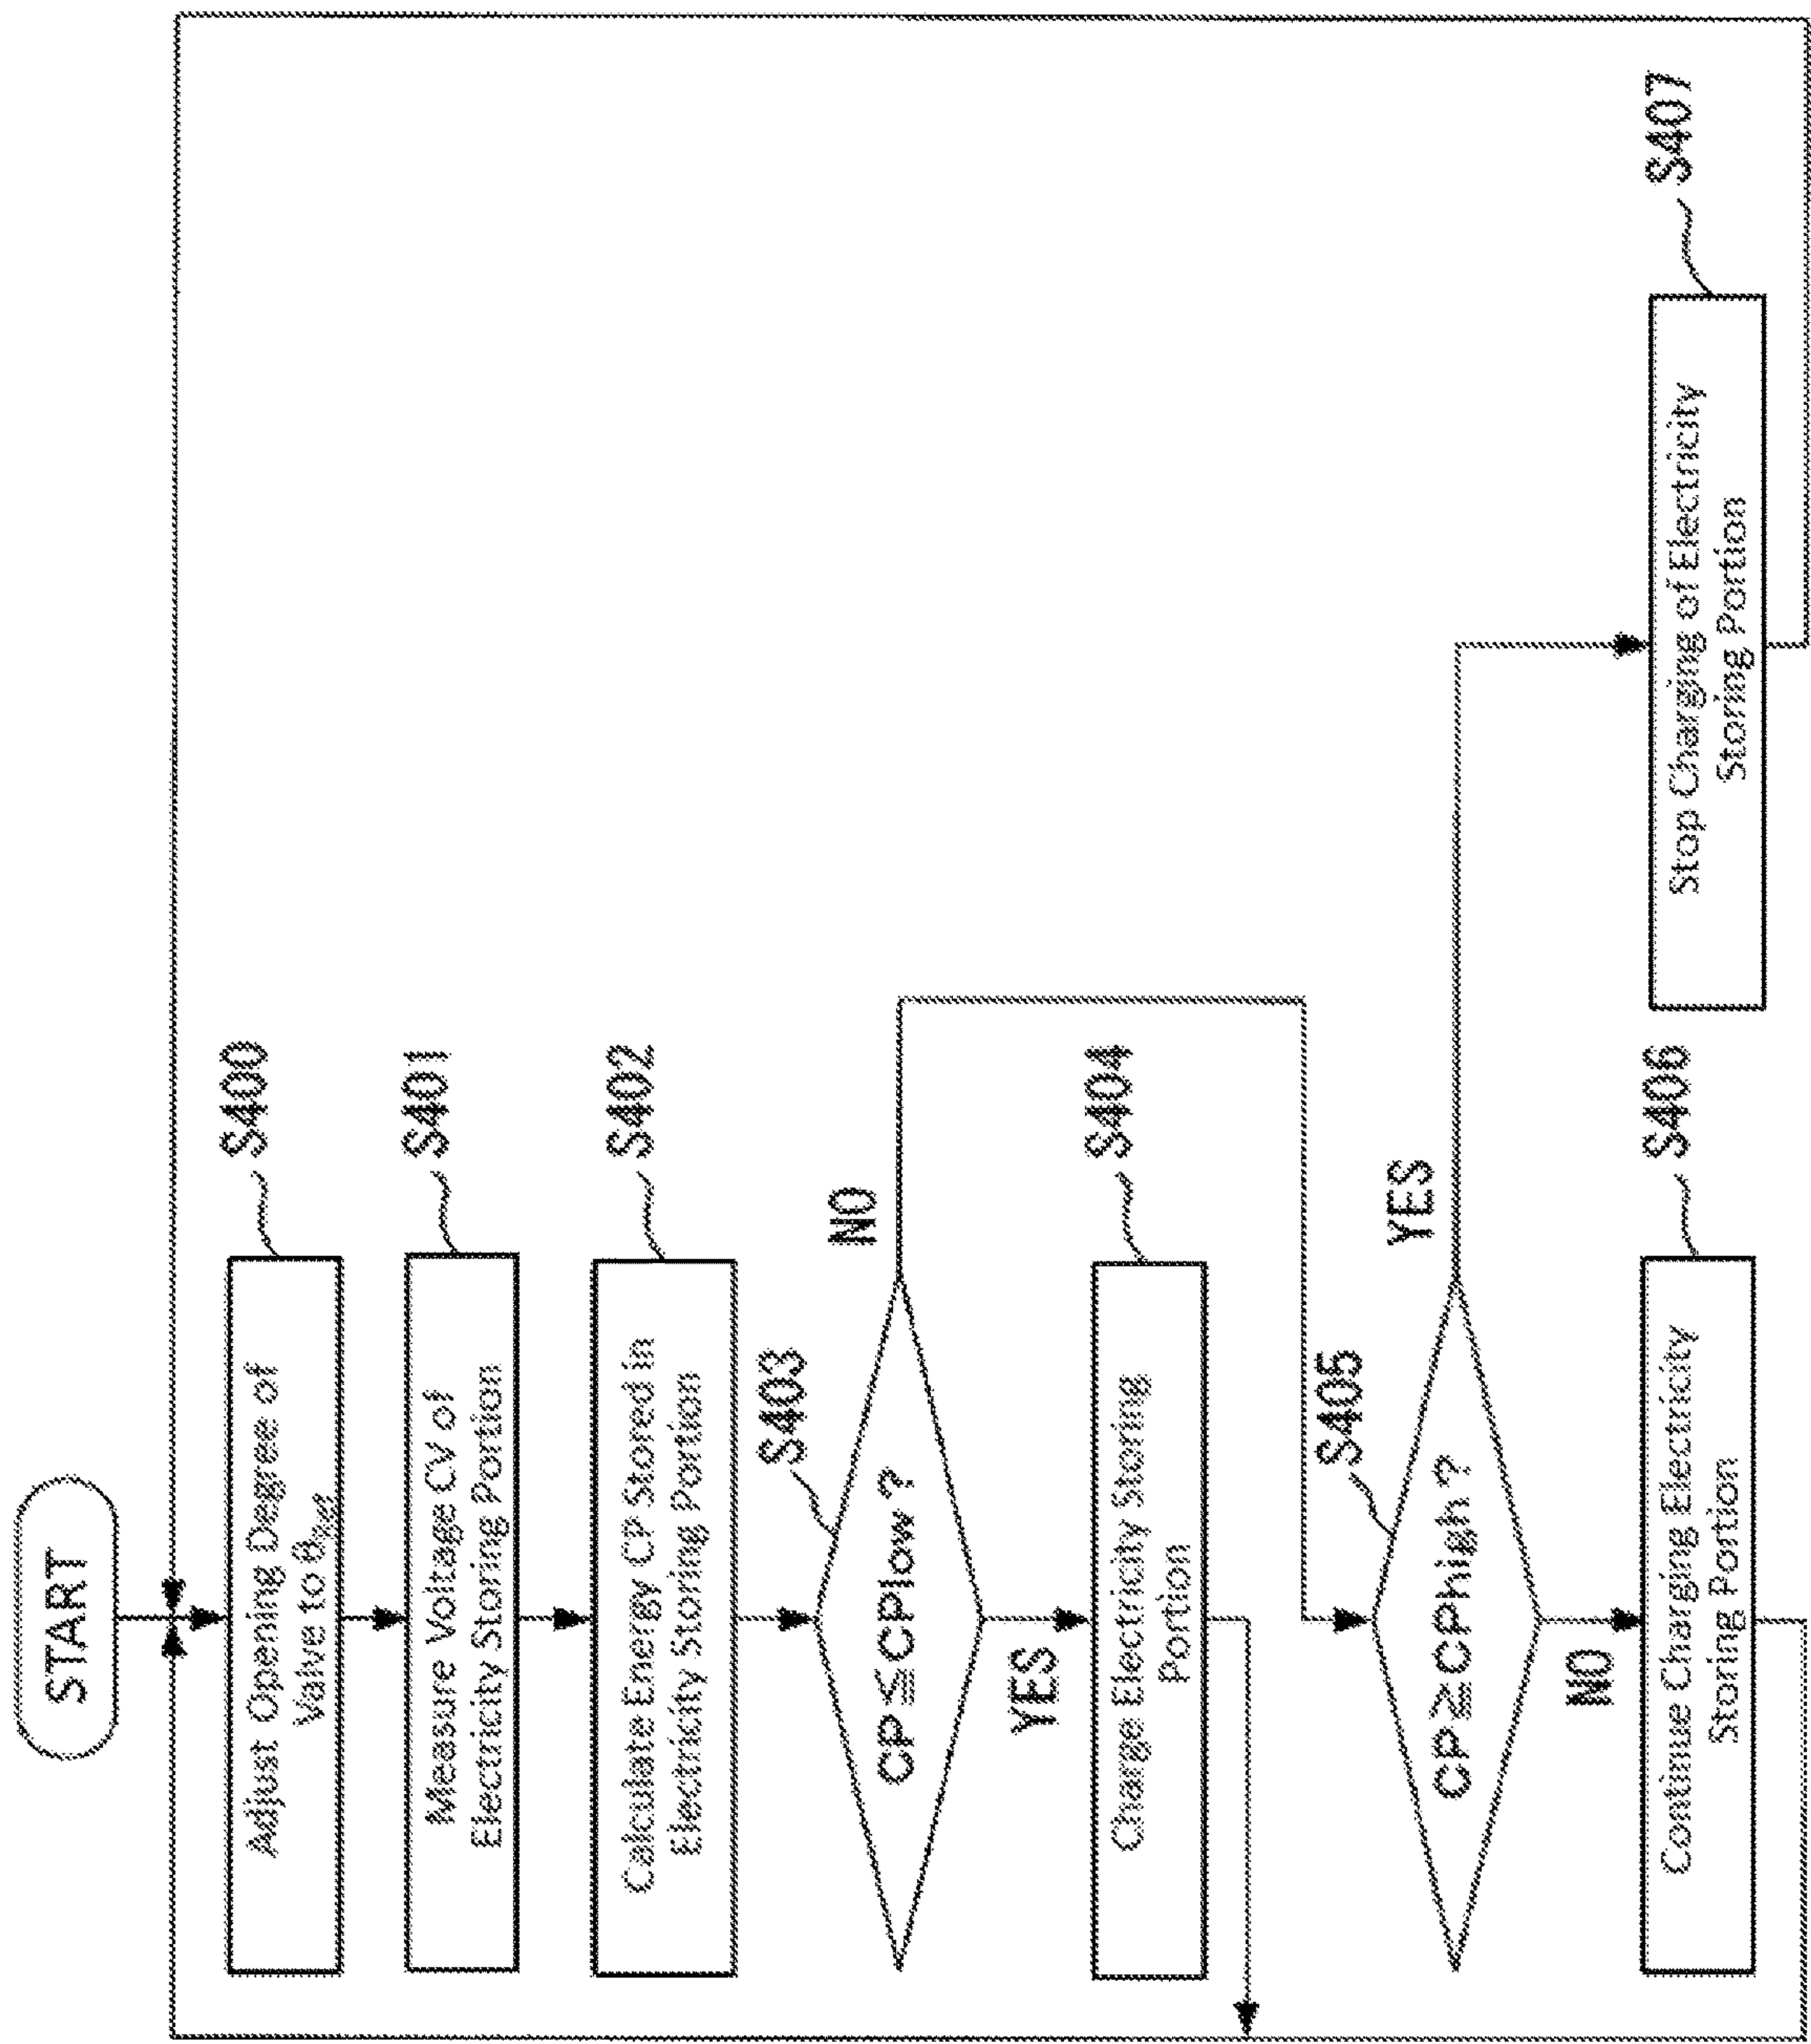 START
S400
Adjust Opening Degree of
Valve to θ
S401
Measure Voltage CV of
Electricity Storing Portion
S402
Calculate Energy CP Stored in
Electricity Storing Portion
S403
CP≦CPlow ?
NO
YES
S404
Charge Electricity Storing
Portion
S405
CP≧CPhigh ?
YES
NO
S406
Continue Charging Electricity
Storing Portion
S407
Stop Charging of Electricity
Storing Portion